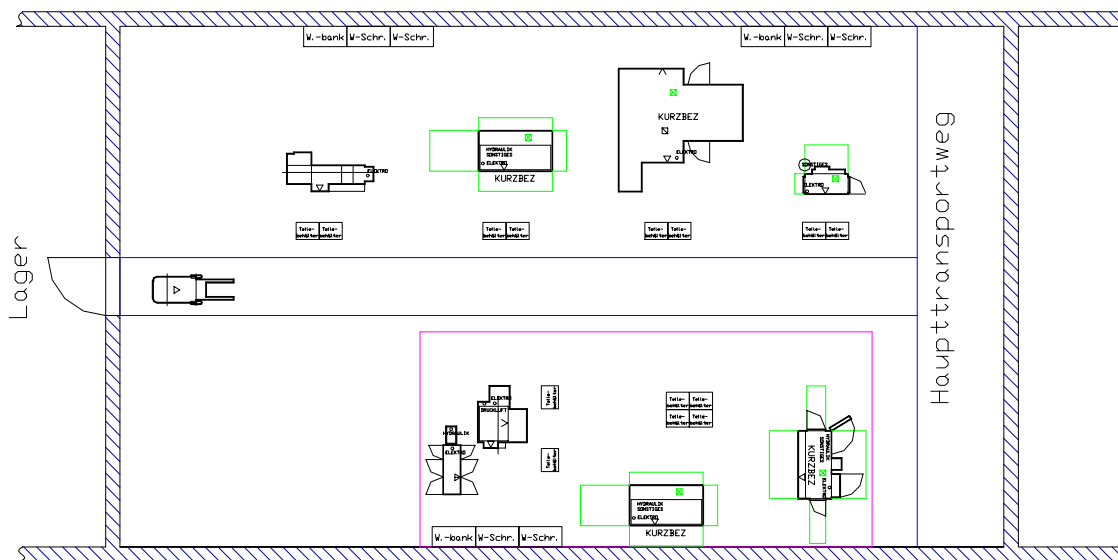 W.-bank W-Schr. W-Schr.
W.-bank W-Schr. W-Schr.
KURZBEZ
ELEKTRO
HYDRAULIK
SONSTIGES
ELEKTRO
KURZBEZ
ELEKTRO
SONSTIGES
ELEKTRO
Teile-
behälter
Teile-
behälter
Teile-
behälter
Teile-
behälter
Teile-
behälter
Teile-
behälter
Teile-
behälter
Teile-
behälter
Lager
Haupttransportweg
ELEKTRO
DRUCKLUFT
HYDRAULIK
ELEKTRO
Teile-
behälter
Teile-
behälter
Teile-
behälter
Teile-
behälter
Teile-
behälter
Teile-
behälter
HYDRAULIK
SONSTIGES
KURZBEZ
ELEKTRO
HYDRAULIK
SONSTIGES
ELEKTRO
KURZBEZ
W.-bank W-Schr. W-Schr.